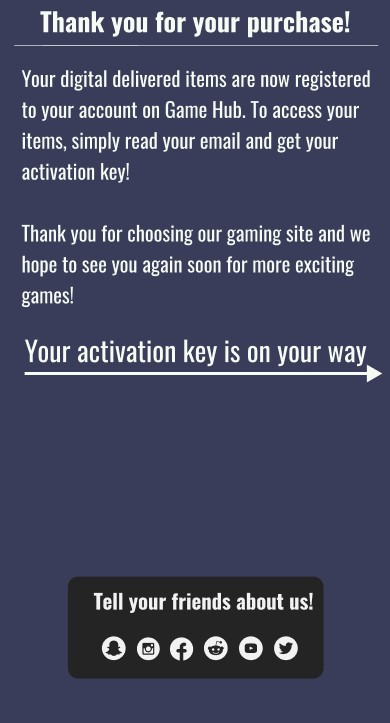 Thank you for your purchase!
Your digital delivered items are now registered
to your account on Game Hub. To access your
items, simply read your email and get your
activation key!
Thank you for choosing our gaming site and we
hope to see you again soon for more exciting
games!
Your activation key is on your way
Tell your friends about us!